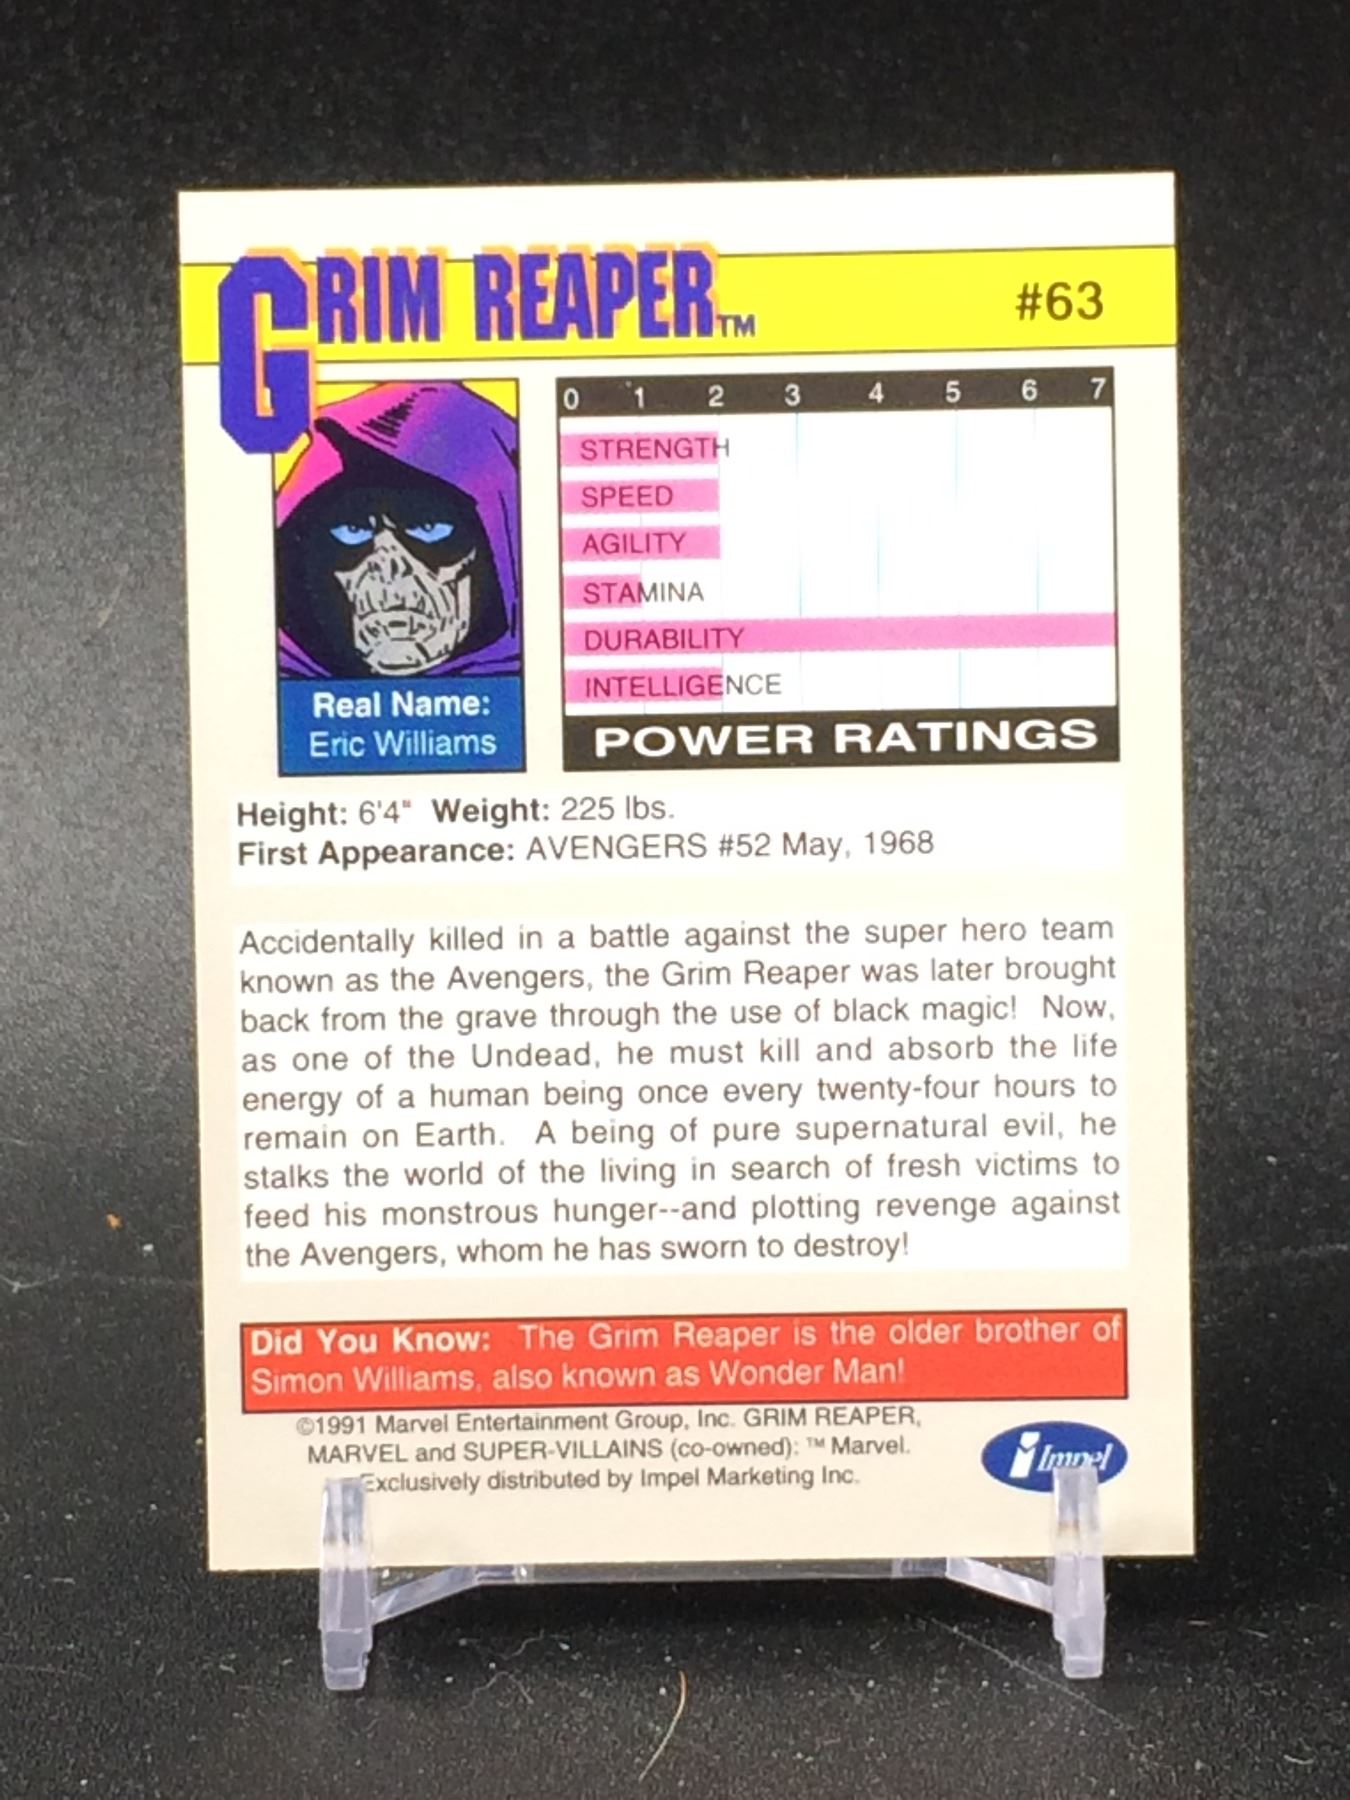 GRIM REAPER™
#63
0 1 2 3 4 5 6 7
STRENGTH
SPEED
AGILITY
STAMINA
DURABILITY
INTELLIGENCE
POWER RATINGS
Real Name:
Eric Williams
Height: 6'4" Weight: 225 lbs.
First Appearance: AVENGERS #52 May, 1968
Accidentally killed in a battle against the super hero team
known as the Avengers, the Grim Reaper was later brought
back from the grave through the use of black magic! Now,
as one of the Undead, he must kill and absorb the life
energy of a human being once every twenty-four hours to
remain on Earth. A being of pure supernatural evil, he
stalks the world of the living in search of fresh victims to
feed his monstrous hunger--and plotting revenge against
the Avengers, whom he has sworn to destroy!
Did You Know: The Grim Reaper is the older brother of
Simon Williams, also known as Wonder Man!
©1991 Marvel Entertainment Group, Inc. GRIM REAPER,
MARVEL and SUPER-VILLAINS (co-owned): ™ Marvel.
Exclusively distributed by Impel Marketing Inc.
Impel